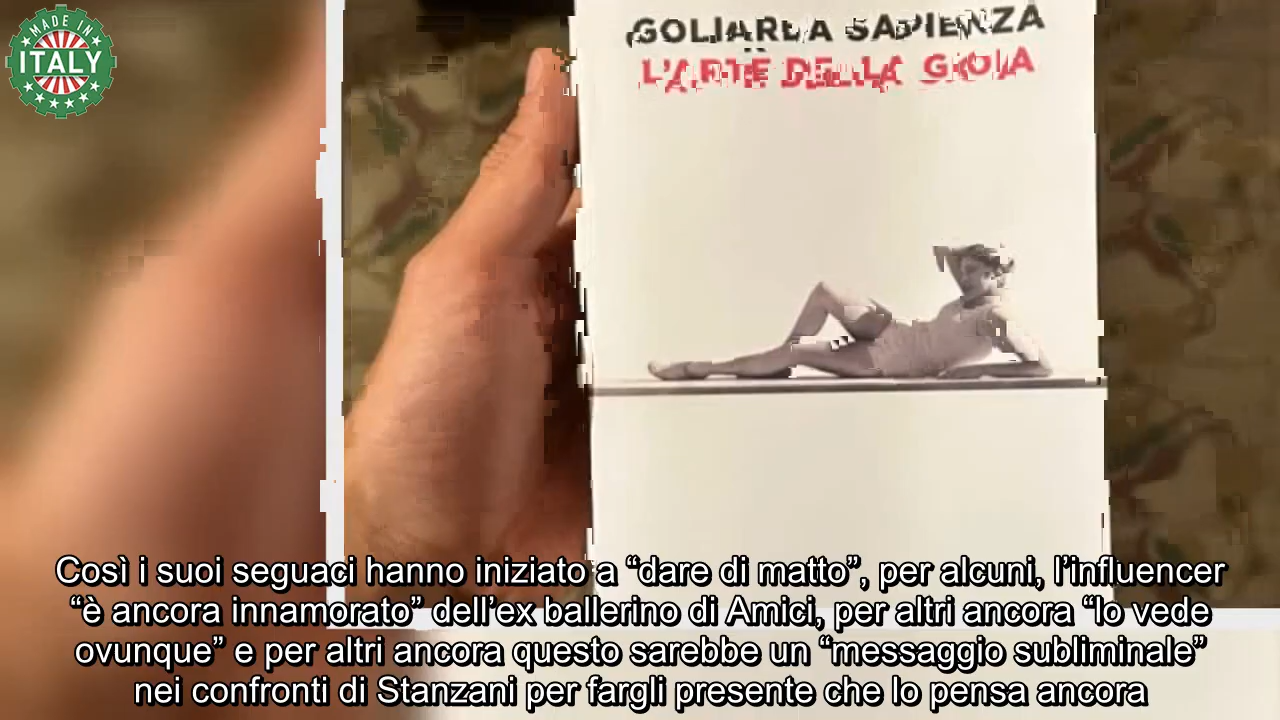 MADE IN
ITALY
GOLIARDA SAPIENZA
L'ARTE DELLA GIOIA
Così i suoi seguaci hanno iniziato a “dare di matto”, per alcuni, l’influencer
“è ancora innamorato” dell’ex ballerino di Amici, per altri ancora “lo vede
ovunque” e per altri ancora questo sarebbe un “messaggio subliminale”
nei confronti di Stanzani per fargli presente che lo pensa ancora